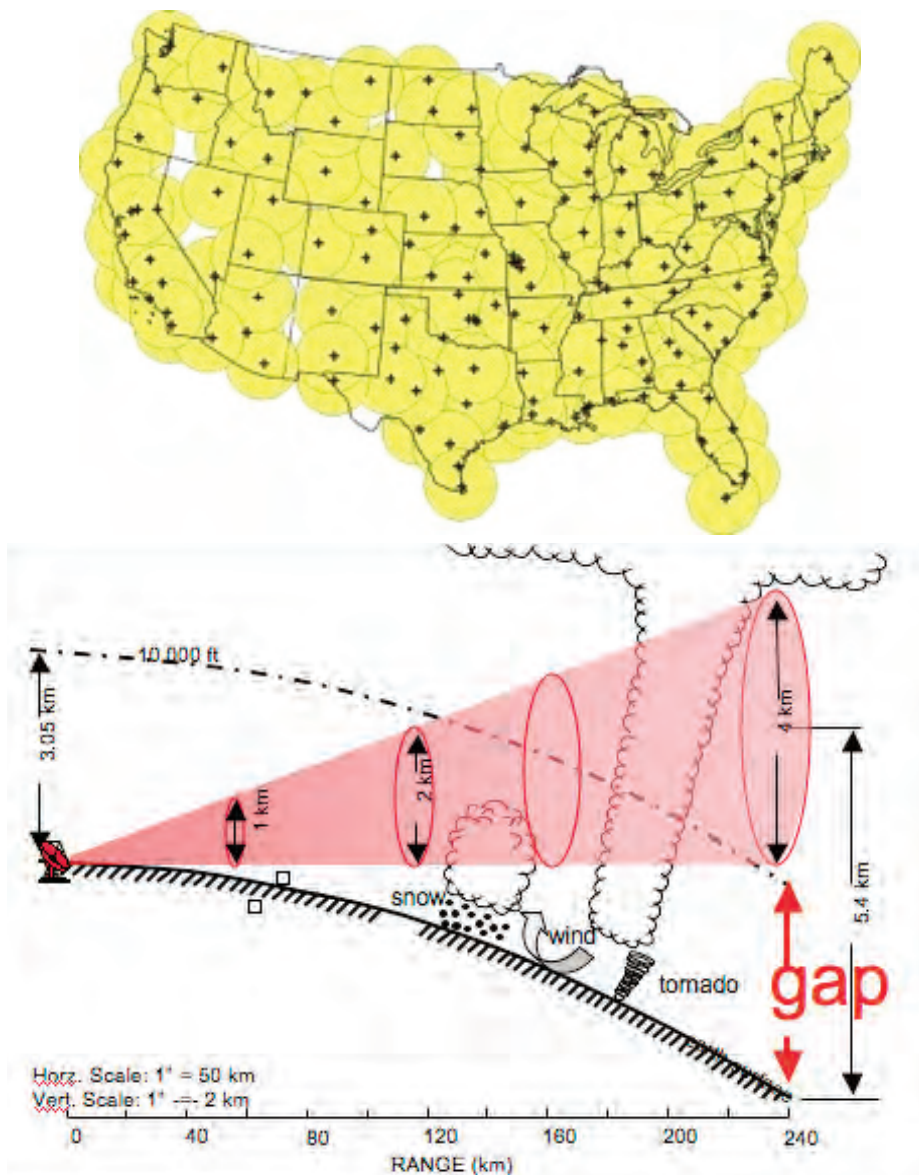 10.000 ft
3.05 km
1 km
2 km
4 km
5.4 km
snow
wind
tornado
gap
Horz. Scale: 1" = 50 km
Vert. Scale: 1" -=- 2 km
0 40 80 120 160 200 240
RANGE (km)